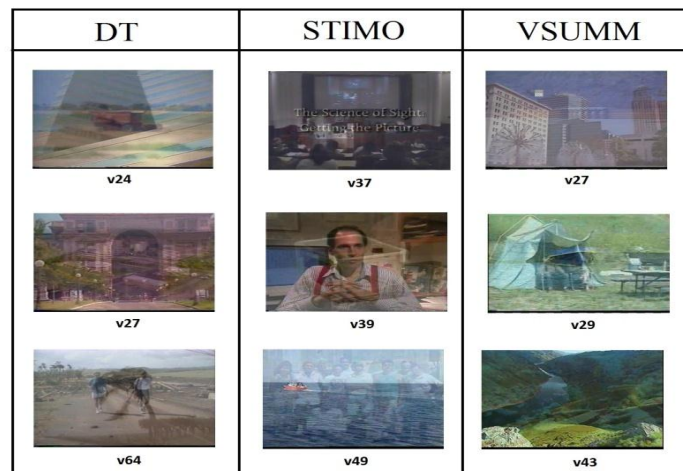 DT STIMO VSUMM
The Science of Sight:
Getting the Picture
v24 v37 v27
v27 v39 v29
v64 v49 v43